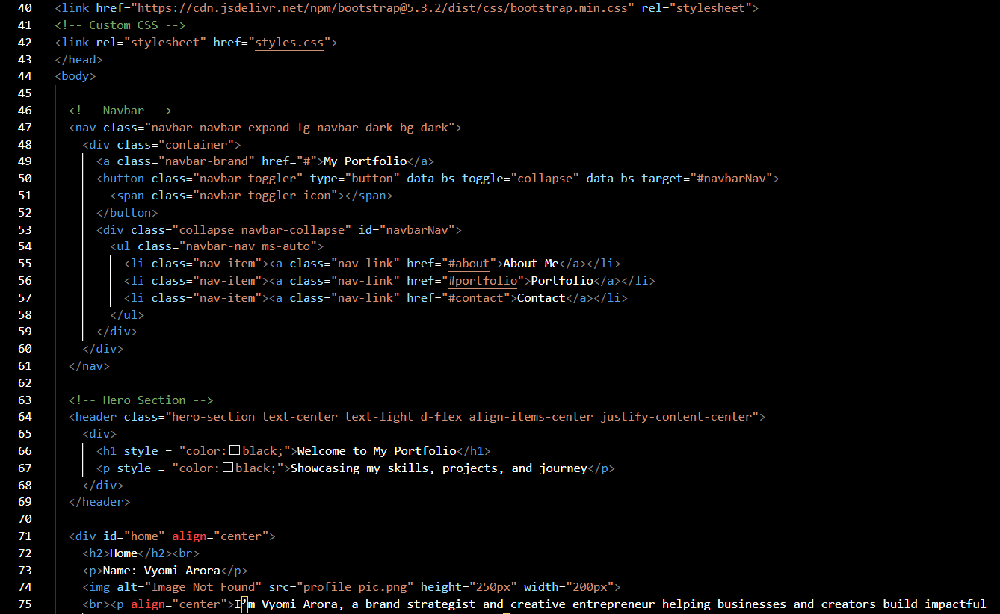 40 <link href="https://cdn.jsdelivr.net/npm/bootstrap@5.3.2/dist/css/bootstrap.min.css" rel="stylesheet">
41 <!-- Custom CSS -->
42 <link rel="stylesheet" href="styles.css">
43 </head>
44 <body>
45
46 <!-- Navbar -->
47 <nav class="navbar navbar-expand-lg navbar-dark bg-dark">
48 <div class="container">
49 <a class="navbar-brand" href="#">My Portfolio</a>
50 <button class="navbar-toggler" type="button" data-bs-toggle="collapse" data-bs-target="#navbarNav">
51 <span class="navbar-toggler-icon"></span>
52 </button>
53 <div class="collapse navbar-collapse" id="navbarNav">
54 <ul class="navbar-nav ms-auto">
55 <li class="nav-item"><a class="nav-link" href="#about">About Me</a></li>
56 <li class="nav-item"><a class="nav-link" href="#portfolio">Portfolio</a></li>
57 <li class="nav-item"><a class="nav-link" href="#contact">Contact</a></li>
58 </ul>
59 </div>
60 </div>
61 </nav>
62
63 <!-- Hero Section -->
64 <header class="hero-section text-center text-light d-flex align-items-center justify-content-center">
65 <div>
66 <h1 style = "color:black;">Welcome to My Portfolio</h1>
67 <p style = "color:black;">Showcasing my skills, projects, and journey</p>
68 </div>
69 </header>
70
71 <div id="home" align="center">
72 <h2>Home</h2><br>
73 <p>Name: Vyomi Arora</p>
74 <img alt="Image Not Found" src="profile pic.png" height="250px" width="200px">
75 <br><p align="center">I’m Vyomi Arora, a brand strategist and creative entrepreneur helping businesses and creators build impactful